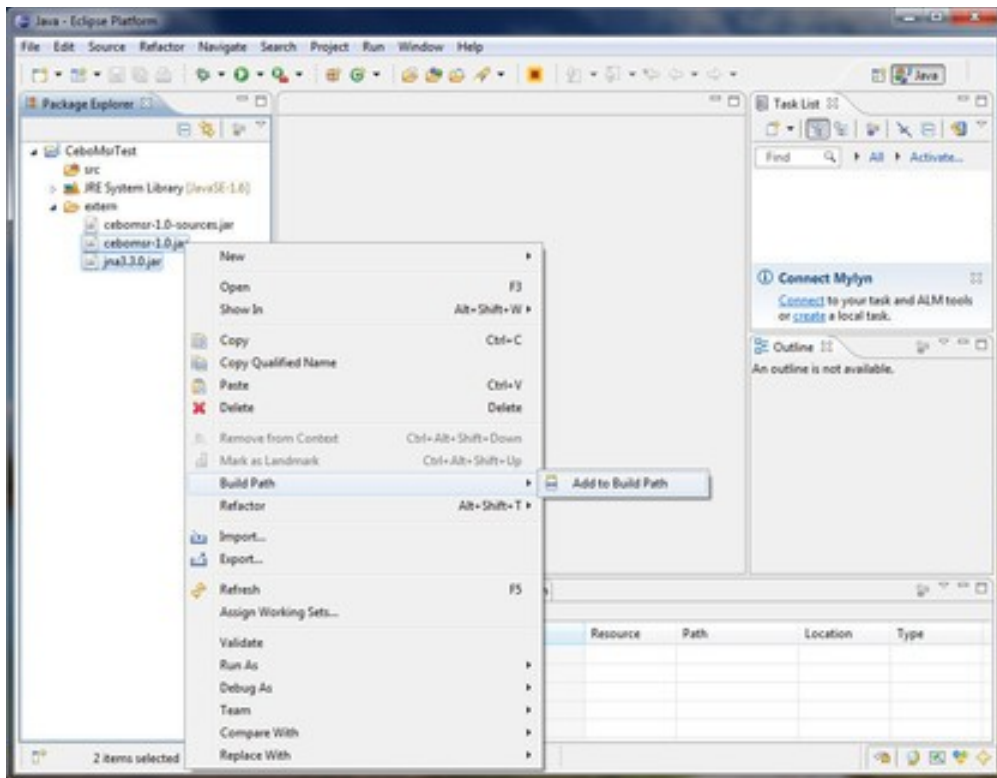 Java - Eclipse Platform
File Edit Source Refactor Navigate Search Project Run Window Help
Java
Package Explorer
Task List
CeboMsrTest
src
JRE System Library [JavaSE-1.6]
extern
cebomsr-1.0-sources.jar
cebomsr-1.0.jar
jna3.3.0.jar
Find All Activate...
New
Open F3
Show In Alt+Shift+W
Copy Ctrl+C
Copy Qualified Name
Paste Ctrl+V
Delete Delete
Remove from Context Ctrl+Alt+Shift+Down
Mark as Landmark Ctrl+Alt+Shift+Up
Build Path
Add to Build Path
Refactor Alt+Shift+T
Import...
Export...
Refresh F5
Assign Working Sets...
Validate
Run As
Debug As
Team
Compare With
Replace With
Connect Mylyn
Connect to your task and ALM tools
or create a local task.
Outline
An outline is not available.
Resource Path Location Type
2 items selected